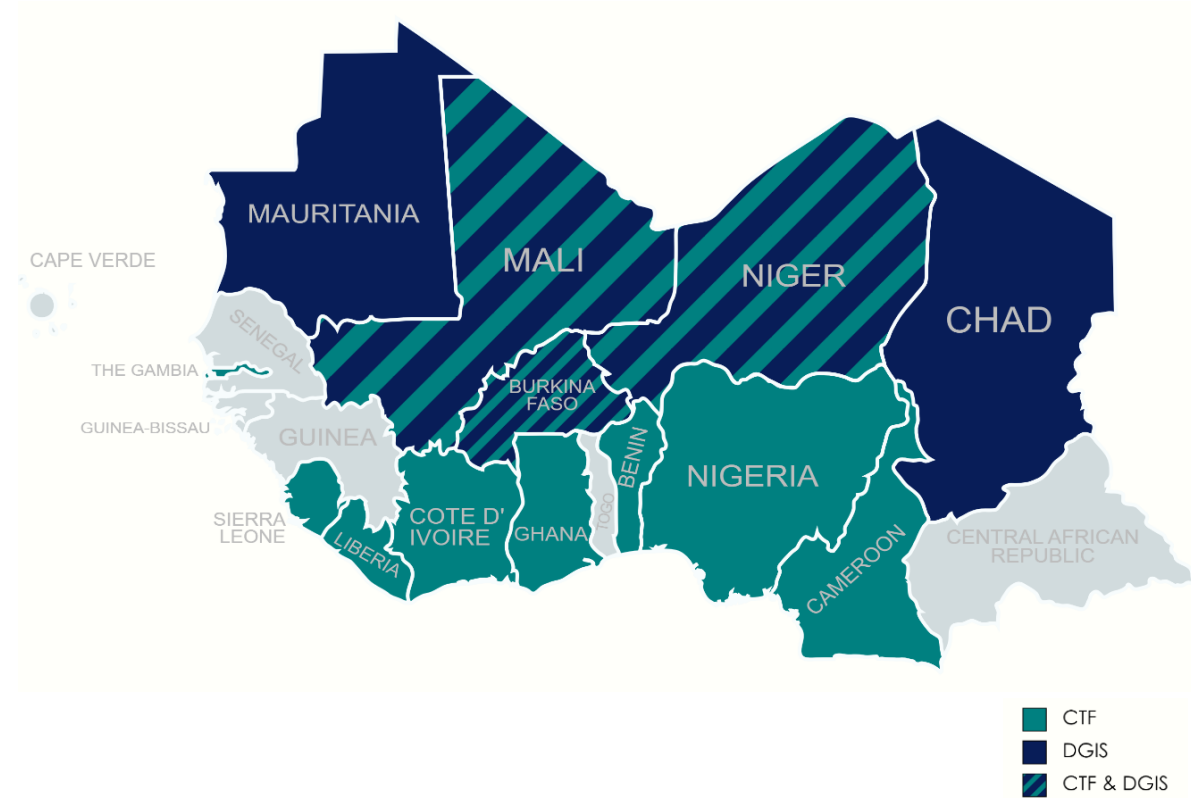 MAURITANIA
MALI
CAPE VERDE
NIGER
CHAD
SENEGAL
THE GAMBIA
BURKINA
FASO
GUINEA-BISSAU
GUINEA
BENIN
NIGERIA
SIERRA
LEONE
LIBERIA
COTE D'
IVOIRE
GHANA
TOGO
CAMEROON
CENTRAL AFRICAN
REPUBLIC
CTF
DGIS
CTF & DGIS